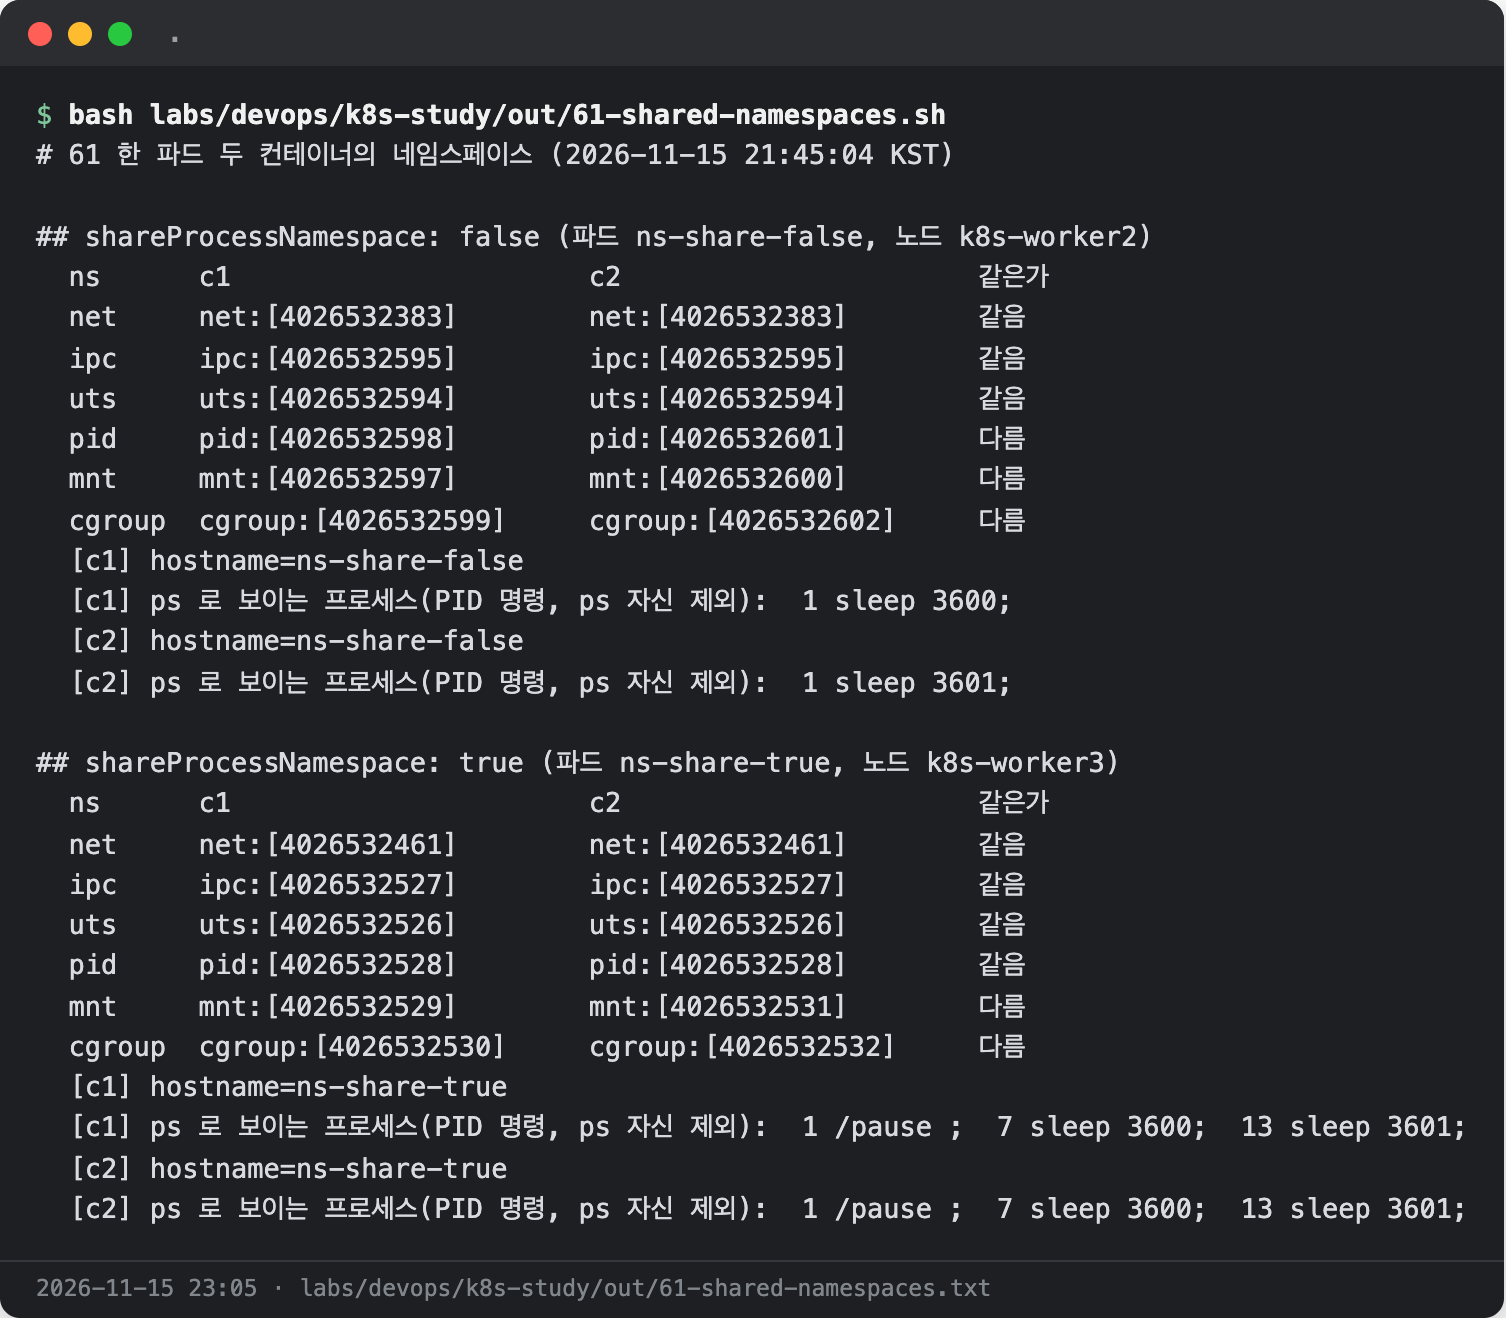 .
$ bash labs/devops/k8s-study/out/61-shared-namespaces.sh
# 61 한 파드 두 컨테이너의 네임스페이스 (2026-11-15 21:45:04 KST)
## shareProcessNamespace: false (파드 ns-share-false, 노드 k8s-worker2)
ns c1 c2 같은가
net net:[4026532383] net:[4026532383] 같음
ipc ipc:[4026532595] ipc:[4026532595] 같음
uts uts:[4026532594] uts:[4026532594] 같음
pid pid:[4026532598] pid:[4026532601] 다름
mnt mnt:[4026532597] mnt:[4026532600] 다름
cgroup cgroup:[4026532599] cgroup:[4026532602] 다름
[c1] hostname=ns-share-false
[c1] ps 로 보이는 프로세스(PID 명령, ps 자신 제외): 1 sleep 3600;
[c2] hostname=ns-share-false
[c2] ps 로 보이는 프로세스(PID 명령, ps 자신 제외): 1 sleep 3601;
## shareProcessNamespace: true (파드 ns-share-true, 노드 k8s-worker3)
ns c1 c2 같은가
net net:[4026532461] net:[4026532461] 같음
ipc ipc:[4026532527] ipc:[4026532527] 같음
uts uts:[4026532526] uts:[4026532526] 같음
pid pid:[4026532528] pid:[4026532528] 같음
mnt mnt:[4026532529] mnt:[4026532531] 다름
cgroup cgroup:[4026532530] cgroup:[4026532532] 다름
[c1] hostname=ns-share-true
[c1] ps 로 보이는 프로세스(PID 명령, ps 자신 제외): 1 /pause ; 7 sleep 3600; 13 sleep 3601;
[c2] hostname=ns-share-true
[c2] ps 로 보이는 프로세스(PID 명령, ps 자신 제외): 1 /pause ; 7 sleep 3600; 13 sleep 3601;
2026-11-15 23:05 · labs/devops/k8s-study/out/61-shared-namespaces.txt